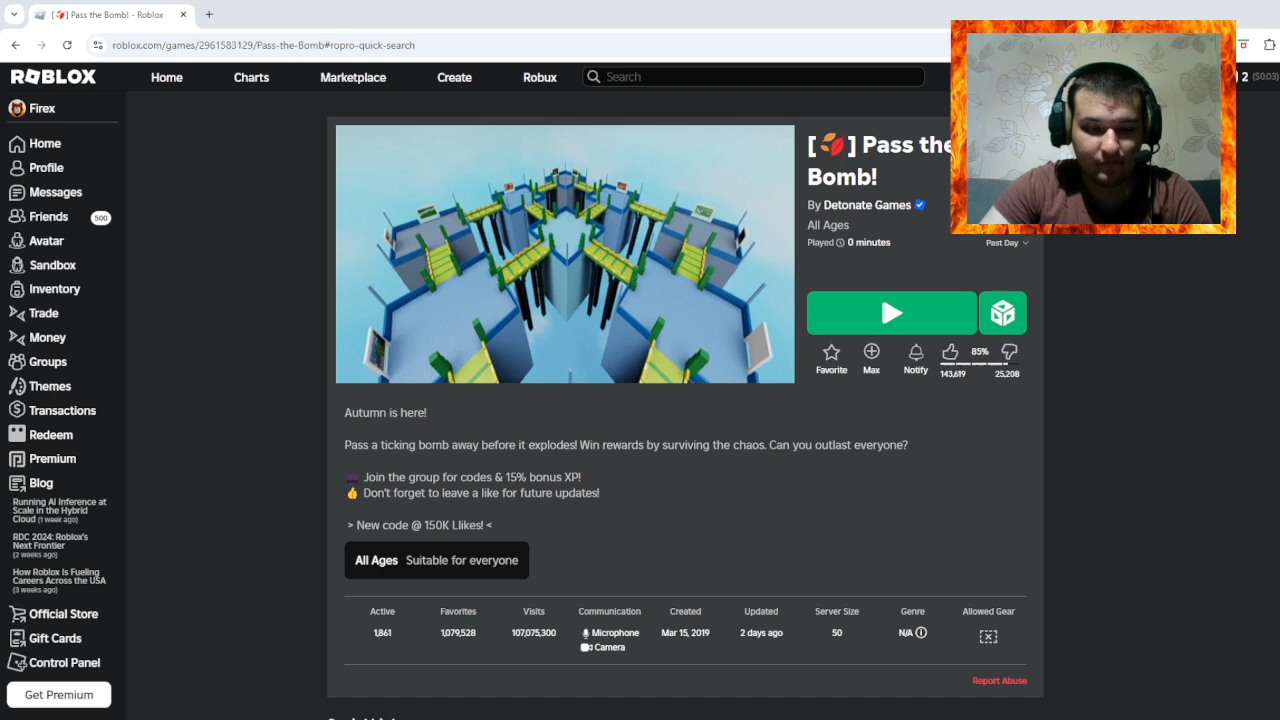 [🍂] Pass the Bomb! - Roblox
roblox.com/games/2961583129/Pass-the-Bomb#ropro-quick-search
ROBLOX
Home
Charts
Marketplace
Create
Robux
Search
2 ($0.03)
Firex
Home
Profile
Messages
Friends
500
Avatar
Sandbox
Inventory
Trade
Money
Groups
Themes
Transactions
Redeem
Premium
Blog
Running AI Inference at
Scale in the Hybrid
Cloud (1 week ago)
RDC 2024: Roblox's
Next Frontier
(2 weeks ago)
How Roblox Is Fueling
Careers Across the USA
(3 weeks ago)
Official Store
Gift Cards
Control Panel
Get Premium
[🍂] Pass the
Bomb!
By Detonate Games
All Ages
Played 0 minutes
Past Day
Favorite
Max
Notify
85%
143,619
25,208
Autumn is here!
Pass a ticking bomb away before it explodes! Win rewards by surviving the chaos. Can you outlast everyone?
Join the group for codes & 15% bonus XP!
👍 Don't forget to leave a like for future updates!
> New code @ 150K Llikes! <
All Ages Suitable for everyone
Active
Favorites
Visits
Communication
Created
Updated
Server Size
Genre
Allowed Gear
1,861
1,079,528
107,075,300
Microphone
Camera
Mar 15, 2019
2 days ago
50
N/A
Report Abuse